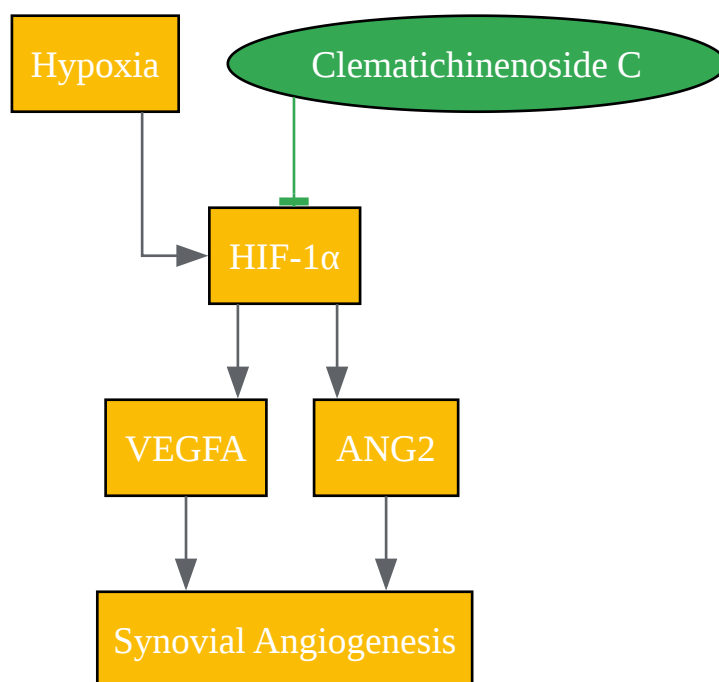 Hypoxia
Clematichinenoside C
HIF-1α
VEGFA
ANG2
Synovial Angiogenesis